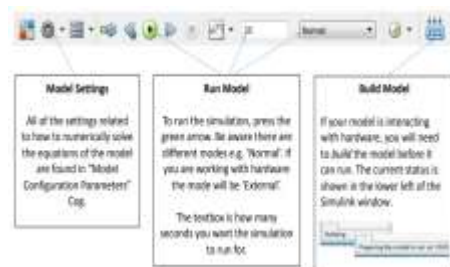 10
Normal
Model Settings
All of the settings related
to how to numerically solve
the equations of the model
are found in "Model
Configuration Parameters"
Cog.
Run Model
To run the simulation, press the
green arrow. Be aware there are
different modes e.g. 'Normal'. If
you are working with hardware
the mode will be 'External'.
The textbox is how many
seconds you want the simulation
to run for.
Build Model
If your model is interacting
with hardware, you will need
to build the model before it
can run. The current status is
shown in the lower left of the
Simulink window.
Building